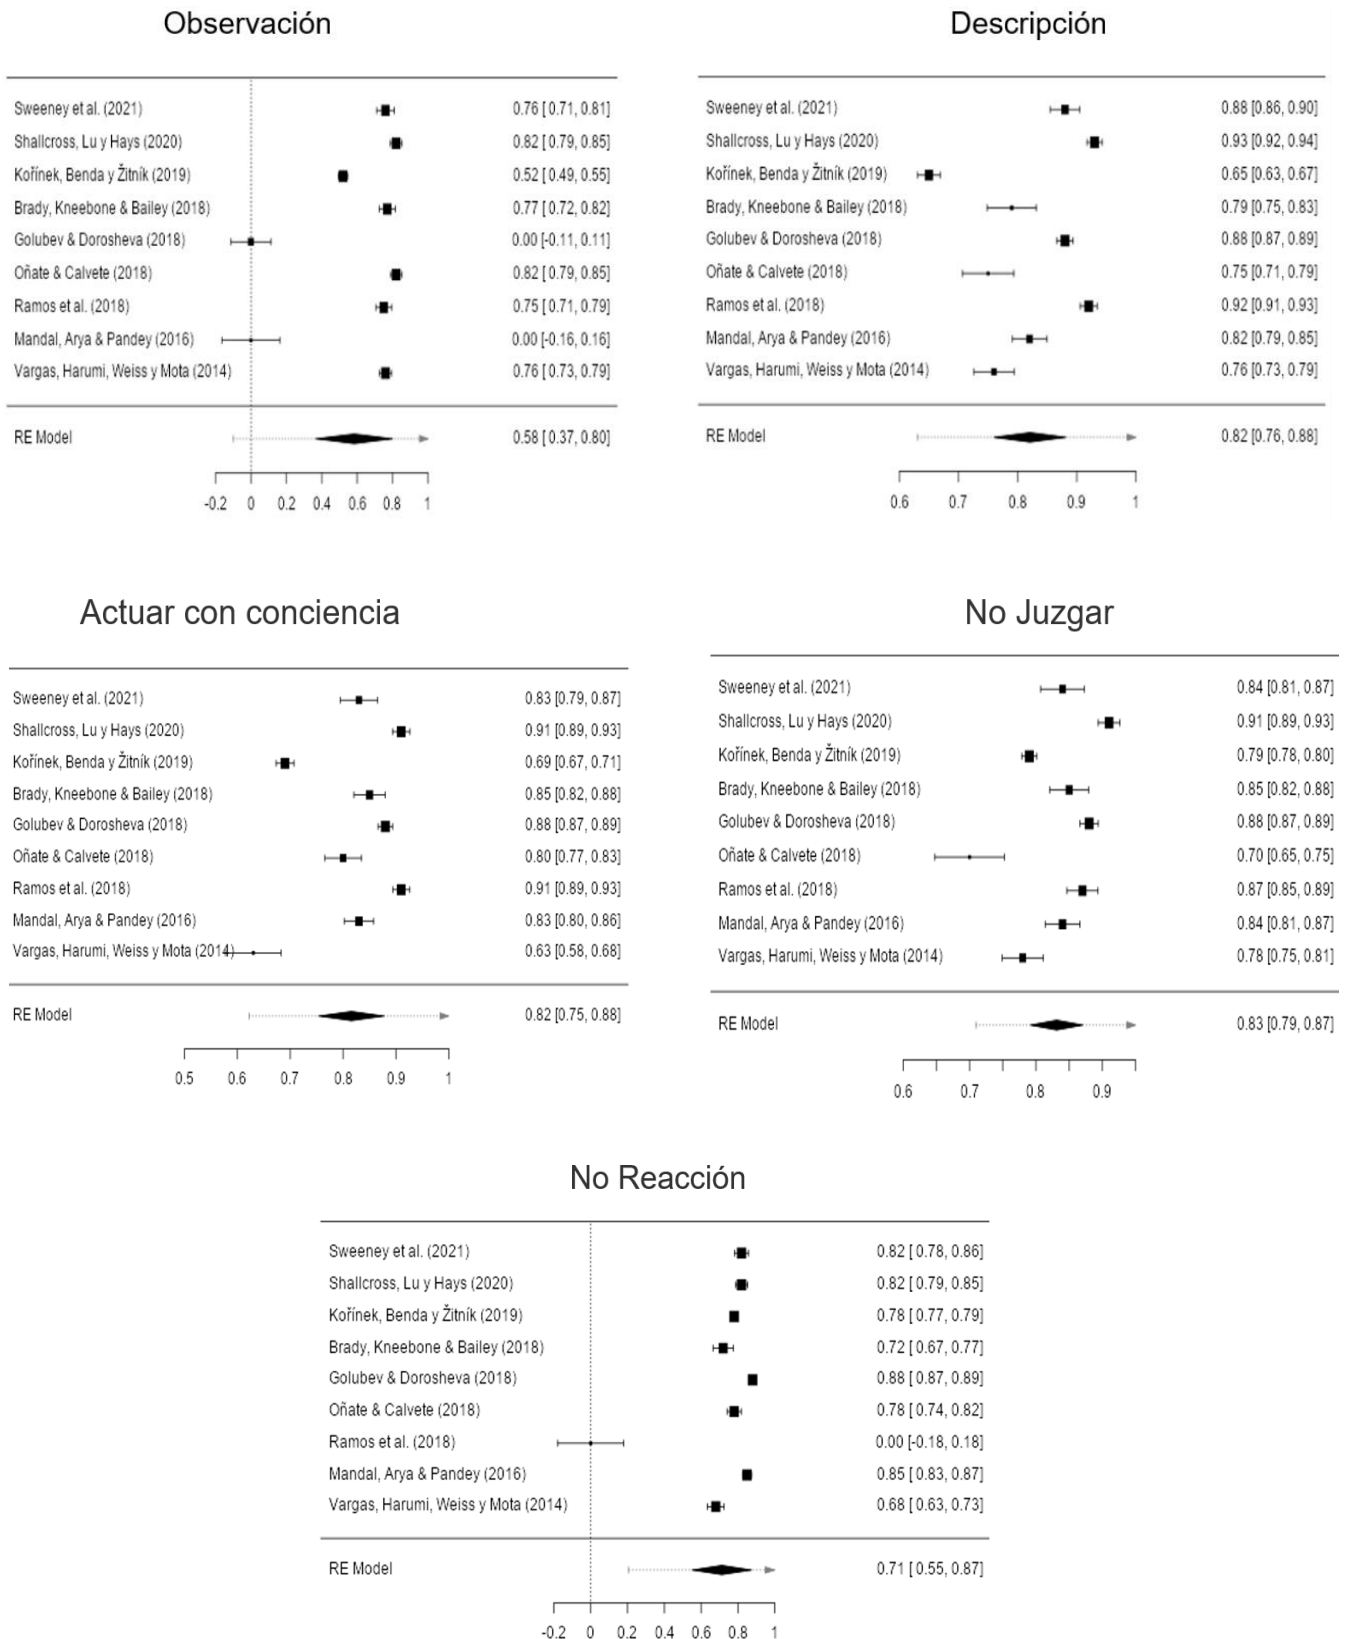 Observación
Sweeney et al. (2021) 0.76 [ 0.71, 0.81]
Shallcross, Lu y Hays (2020) 0.82 [ 0.79, 0.85]
Kořínek, Benda y Žitník (2019) 0.52 [ 0.49, 0.55]
Brady, Kneebone & Bailey (2018) 0.77 [ 0.72, 0.82]
Golubev & Dorosheva (2018) 0.00 [-0.11, 0.11]
Oñate & Calvete (2018) 0.82 [ 0.79, 0.85]
Ramos et al. (2018) 0.75 [ 0.71, 0.79]
Mandal, Arya & Pandey (2016) 0.00 [-0.16, 0.16]
Vargas, Harumi, Weiss y Mota (2014) 0.76 [ 0.73, 0.79]
RE Model 0.58 [ 0.37, 0.80]
-0.2 0 0.2 0.4 0.6 0.8 1
Descripción
Sweeney et al. (2021) 0.88 [0.86, 0.90]
Shallcross, Lu y Hays (2020) 0.93 [0.92, 0.94]
Kořínek, Benda y Žitník (2019) 0.65 [0.63, 0.67]
Brady, Kneebone & Bailey (2018) 0.79 [0.75, 0.83]
Golubev & Dorosheva (2018) 0.88 [0.87, 0.89]
Oñate & Calvete (2018) 0.75 [0.71, 0.79]
Ramos et al. (2018) 0.92 [0.91, 0.93]
Mandal, Arya & Pandey (2016) 0.82 [0.79, 0.85]
Vargas, Harumi, Weiss y Mota (2014) 0.76 [0.73, 0.79]
RE Model 0.82 [0.76, 0.88]
0.6 0.7 0.8 0.9 1
Actuar con conciencia
Sweeney et al. (2021) 0.83 [0.79, 0.87]
Shallcross, Lu y Hays (2020) 0.91 [0.89, 0.93]
Kořínek, Benda y Žitník (2019) 0.69 [0.67, 0.71]
Brady, Kneebone & Bailey (2018) 0.85 [0.82, 0.88]
Golubev & Dorosheva (2018) 0.88 [0.87, 0.89]
Oñate & Calvete (2018) 0.80 [0.77, 0.83]
Ramos et al. (2018) 0.91 [0.89, 0.93]
Mandal, Arya & Pandey (2016) 0.83 [0.80, 0.86]
Vargas, Harumi, Weiss y Mota (2014) 0.63 [0.58, 0.68]
RE Model 0.82 [0.75, 0.88]
0.5 0.6 0.7 0.8 0.9 1
No Juzgar
Sweeney et al. (2021) 0.84 [0.81, 0.87]
Shallcross, Lu y Hays (2020) 0.91 [0.89, 0.93]
Kořínek, Benda y Žitník (2019) 0.79 [0.78, 0.80]
Brady, Kneebone & Bailey (2018) 0.85 [0.82, 0.88]
Golubev & Dorosheva (2018) 0.88 [0.87, 0.89]
Oñate & Calvete (2018) 0.70 [0.65, 0.75]
Ramos et al. (2018) 0.87 [0.85, 0.89]
Mandal, Arya & Pandey (2016) 0.84 [0.81, 0.87]
Vargas, Harumi, Weiss y Mota (2014) 0.78 [0.75, 0.81]
RE Model 0.83 [0.79, 0.87]
0.6 0.7 0.8 0.9
No Reacción
Sweeney et al. (2021) 0.82 [ 0.78, 0.86]
Shallcross, Lu y Hays (2020) 0.82 [ 0.79, 0.85]
Kořínek, Benda y Žitník (2019) 0.78 [ 0.77, 0.79]
Brady, Kneebone & Bailey (2018) 0.72 [ 0.67, 0.77]
Golubev & Dorosheva (2018) 0.88 [ 0.87, 0.89]
Oñate & Calvete (2018) 0.78 [ 0.74, 0.82]
Ramos et al. (2018) 0.00 [-0.18, 0.18]
Mandal, Arya & Pandey (2016) 0.85 [ 0.83, 0.87]
Vargas, Harumi, Weiss y Mota (2014) 0.68 [ 0.63, 0.73]
RE Model 0.71 [ 0.55, 0.87]
-0.2 0 0.2 0.4 0.6 0.8 1